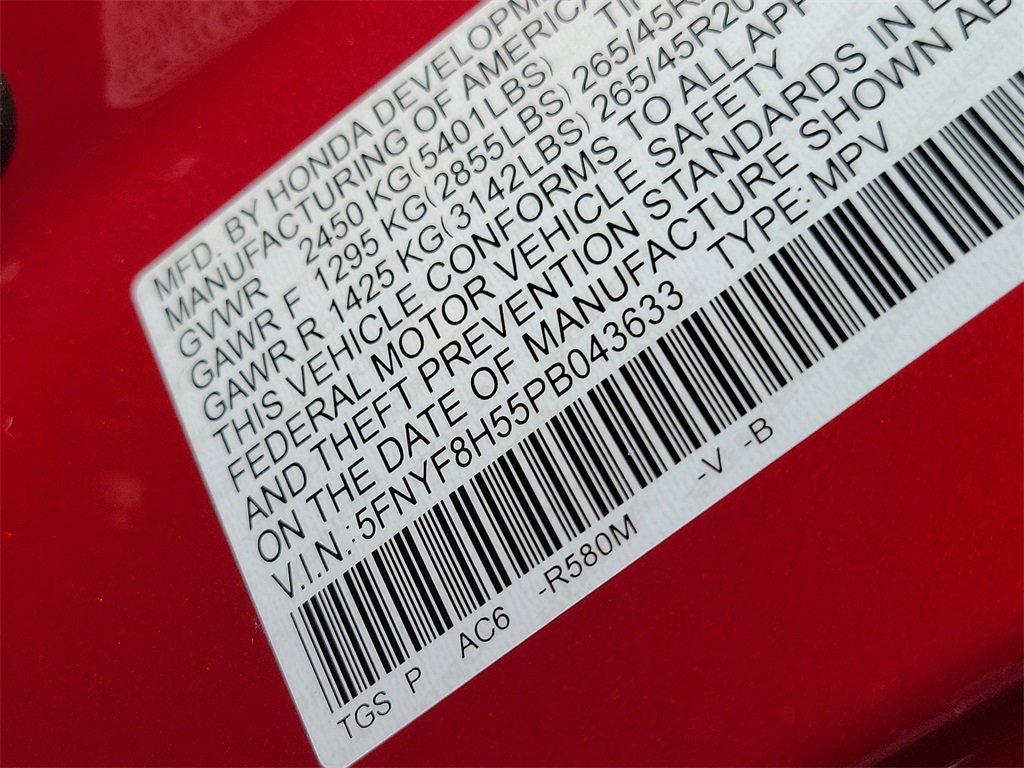 MFD. BY HONDA DEVELOPM
MANUFACTURING OF AMERICA
GVWR 2450 KG(5401LBS) TI
GAWR F 1295 KG(2855LBS) 265/45R
GAWR R 1425 KG(3142LBS) 265/45R20
THIS VEHICLE CONFORMS TO ALL APP
FEDERAL MOTOR VEHICLE SAFETY
AND THEFT PREVENTION STANDARDS IN E
ON THE DATE OF MANUFACTURE SHOWN AB
V.I.N.: 5FNYF8H55PB043633 TYPE: MPV
TGS P AC6 -R580M -V -B